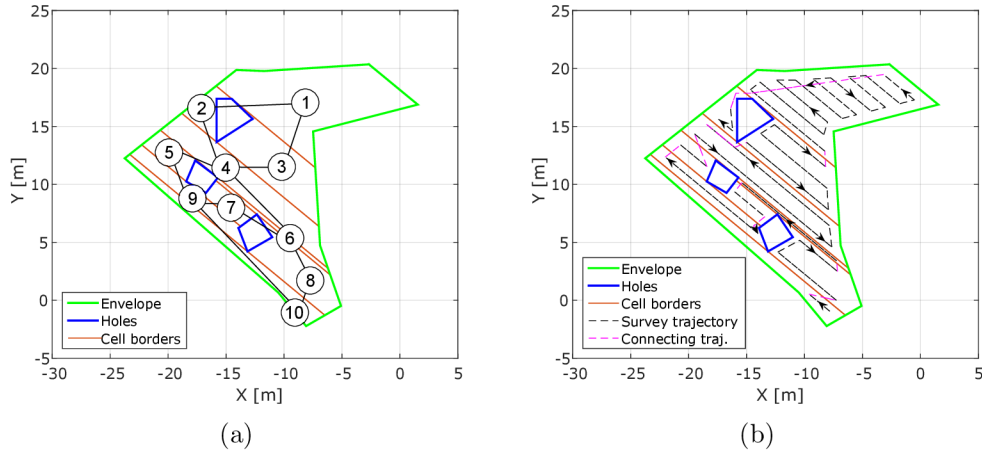 25
20
15
10
5
0
-5
Y [m]
1
2
3
4
5
6
7
8
9
10
Envelope
Holes
Cell borders
-30
-25
-20
-15
-10
-5
0
5
X [m]
(a)
25
20
15
10
5
0
-5
Y [m]
Envelope
Holes
Cell borders
Survey trajectory
Connecting traj.
-30
-25
-20
-15
-10
-5
0
5
X [m]
(b)